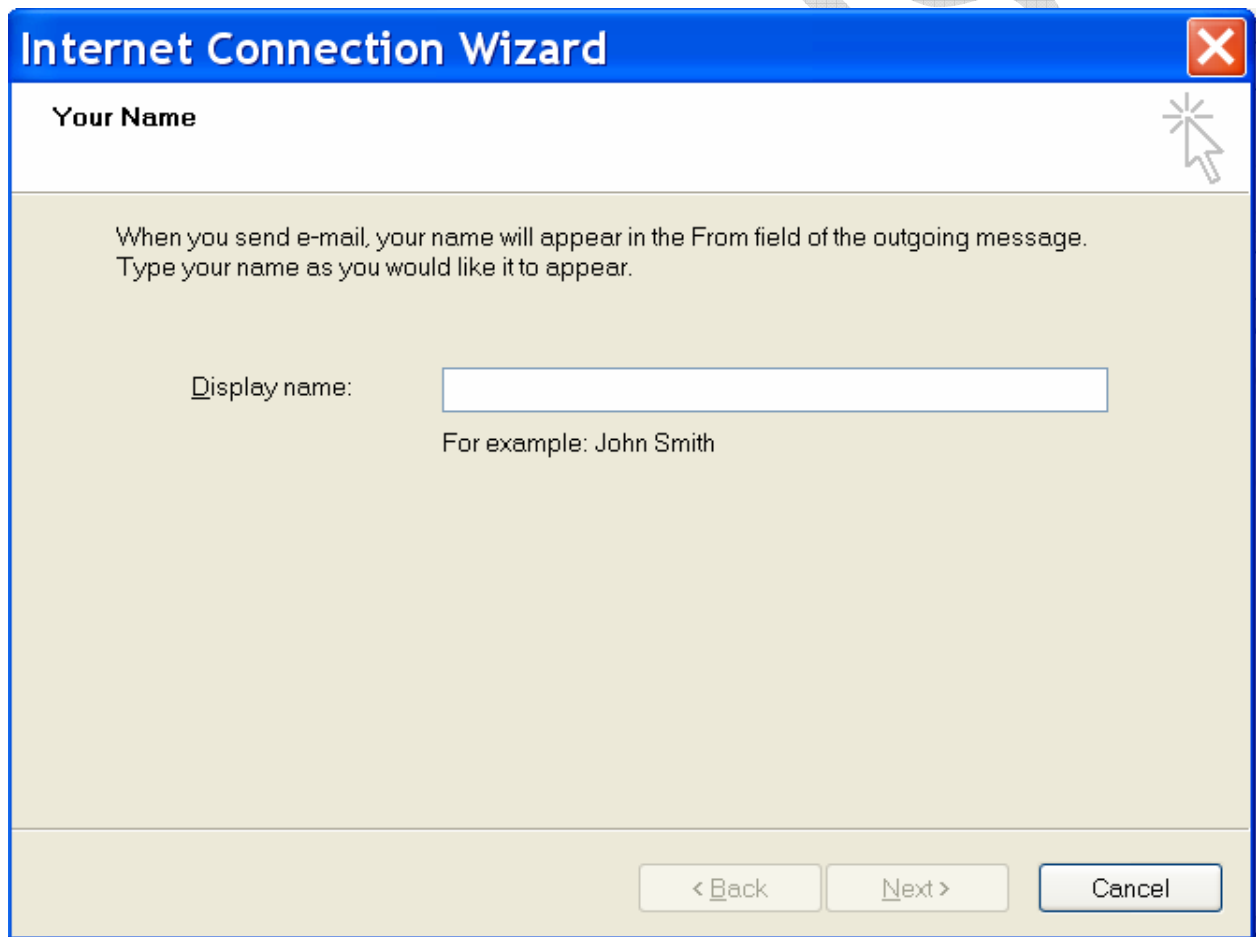 Internet Connection Wizard
Your Name
When you send e-mail, your name will appear in the From field of the outgoing message.
Type your name as you would like it to appear.
Display name:
For example: John Smith
< Back
Next >
Cancel